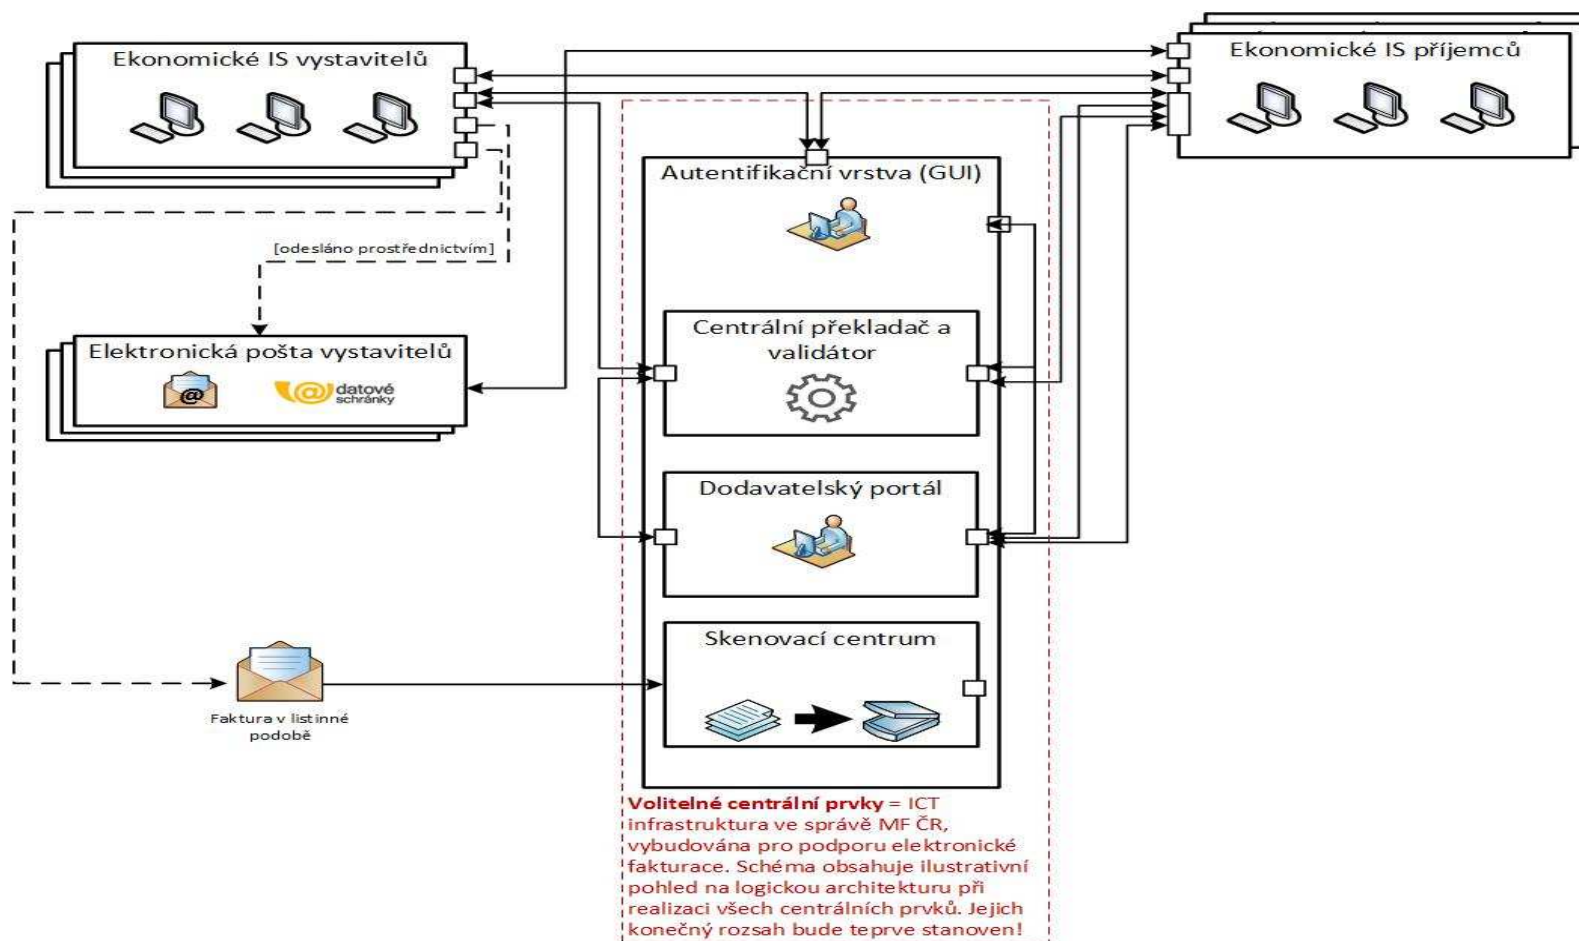 Ekonomické IS vystavitelů
Ekonomické IS příjemců
Autentifikační vrstva (GUI)
[odesláno prostřednictvím]
Centrální překladač a
validátor
Elektronická pošta vystavitelů
@
@ datové
schránky
Dodavatelský portál
Skenovací centrum
Faktura v listinné
podobě
Volitelné centrální prvky = ICT
infrastruktura ve správě MF ČR,
vybudována pro podporu elektronické
fakturace. Schéma obsahuje ilustrativní
pohled na logickou architekturu při
realizaci všech centrálních prvků. Jejich
konečný rozsah bude teprve stanoven!